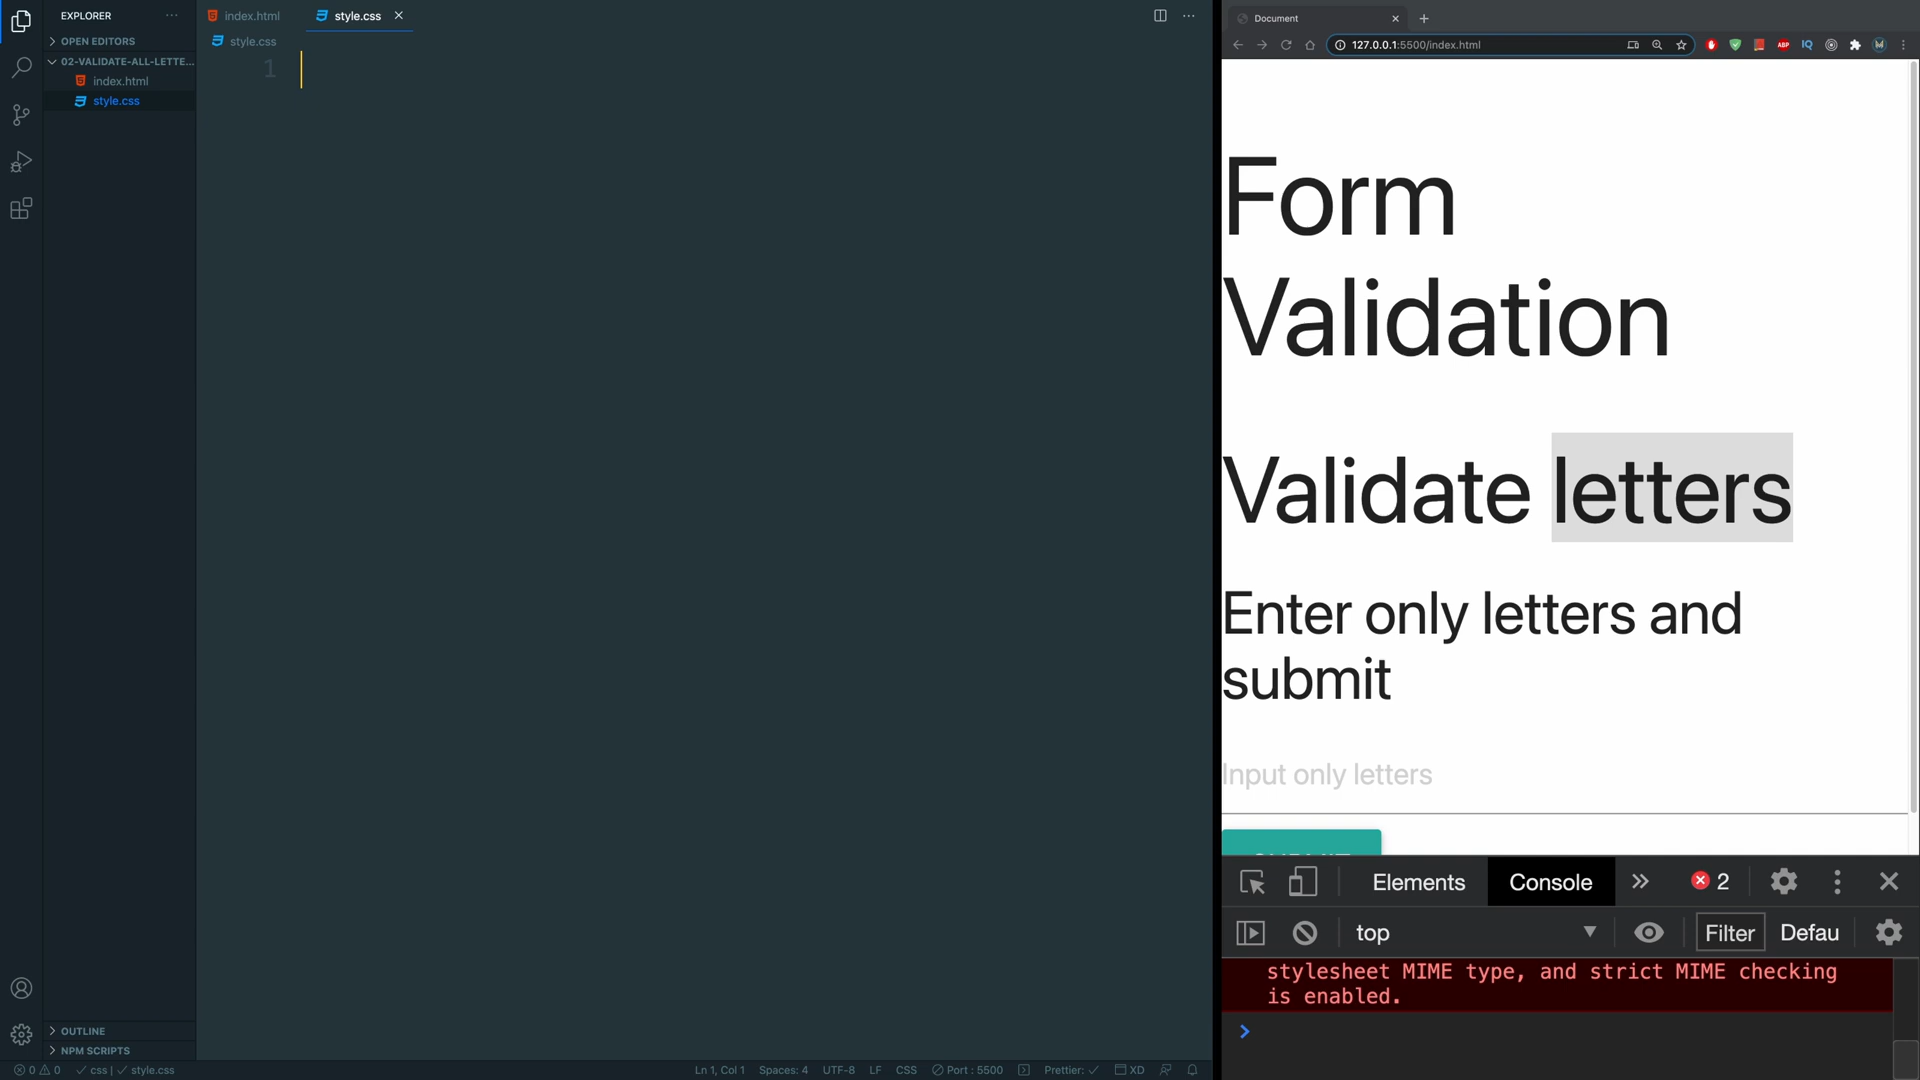 EXPLORER
OPEN EDITORS
02-VALIDATE-ALL-LETTE...
index.html
style.css
OUTLINE
NPM SCRIPTS
index.html
style.css
style.css
1
0 0
css | style.css
Ln 1, Col 1
Spaces: 4
UTF-8
LF
CSS
Port : 5500
Prettier:
XD
Document
127.0.0.1:5500/index.html
ABP
IQ
M
Form
Validation
Validate letters
Enter only letters and
submit
Input only letters
Elements
Console
2
top
Filter
Defau
stylesheet MIME type, and strict MIME checking
is enabled.